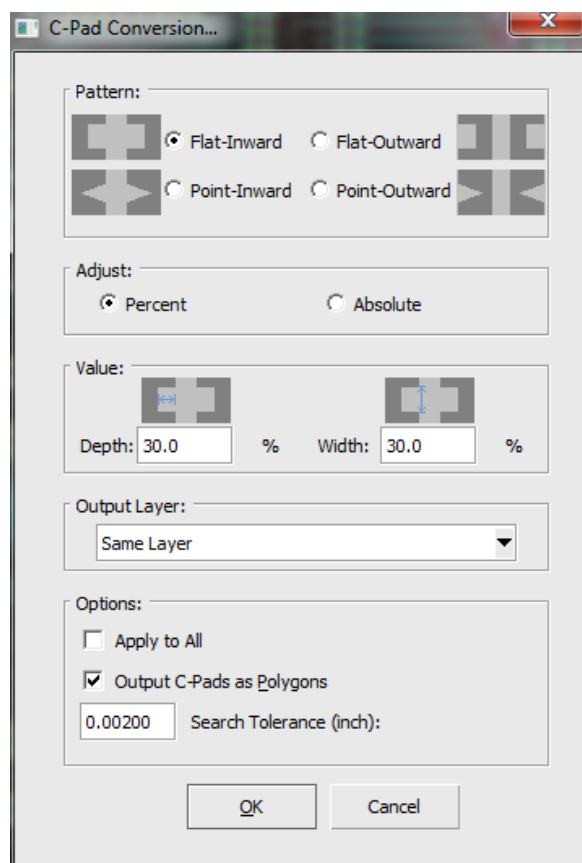 C-Pad Conversion...
Pattern:
Flat-Inward Flat-Outward
Point-Inward Point-Outward
Adjust:
Percent Absolute
Value:
Depth: 30.0 % Width: 30.0 %
Output Layer:
Same Layer
Options:
Apply to All
Output C-Pads as Polygons
0.00200 Search Tolerance (inch):
OK Cancel